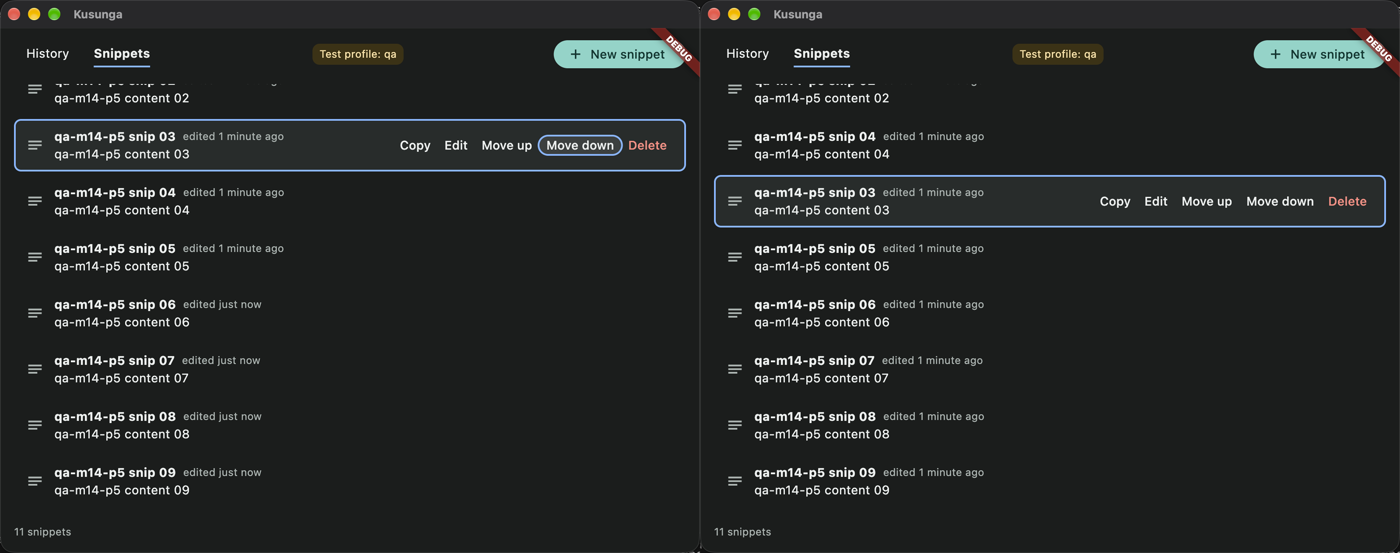 Kusunga
History Snippets Test profile: qa + New snippet DEBUG
qa-m14-p5 content 02
qa-m14-p5 snip 03 edited 1 minute ago
qa-m14-p5 content 03
Copy Edit Move up Move down Delete
qa-m14-p5 snip 04 edited 1 minute ago
qa-m14-p5 content 04
qa-m14-p5 snip 05 edited 1 minute ago
qa-m14-p5 content 05
qa-m14-p5 snip 06 edited just now
qa-m14-p5 content 06
qa-m14-p5 snip 07 edited just now
qa-m14-p5 content 07
qa-m14-p5 snip 08 edited just now
qa-m14-p5 content 08
qa-m14-p5 snip 09 edited just now
qa-m14-p5 content 09
11 snippets
Kusunga
History Snippets Test profile: qa + New snippet DEBUG
qa-m14-p5 content 02
qa-m14-p5 snip 04 edited 1 minute ago
qa-m14-p5 content 04
qa-m14-p5 snip 03 edited 1 minute ago
qa-m14-p5 content 03
Copy Edit Move up Move down Delete
qa-m14-p5 snip 05 edited 1 minute ago
qa-m14-p5 content 05
qa-m14-p5 snip 06 edited 1 minute ago
qa-m14-p5 content 06
qa-m14-p5 snip 07 edited 1 minute ago
qa-m14-p5 content 07
qa-m14-p5 snip 08 edited 1 minute ago
qa-m14-p5 content 08
qa-m14-p5 snip 09 edited 1 minute ago
qa-m14-p5 content 09
11 snippets